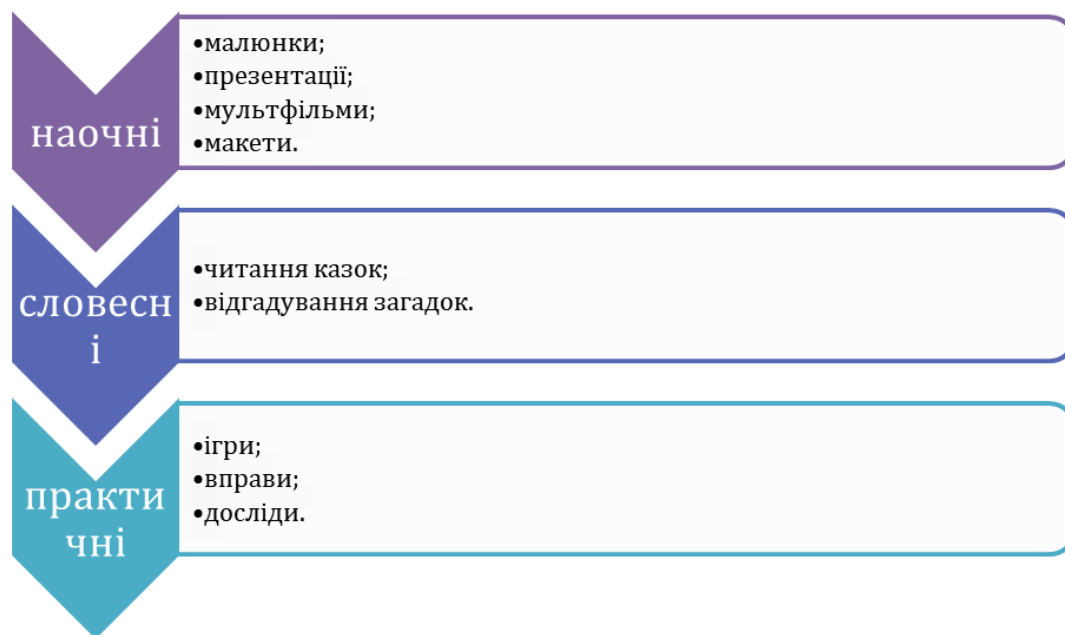 наочні
•малюнки;
•презентації;
•мультфільми;
•макети.
словесн
і
•читання казок;
•відгадування загадок.
практи
чні
•ігри;
•вправи;
•досліди.